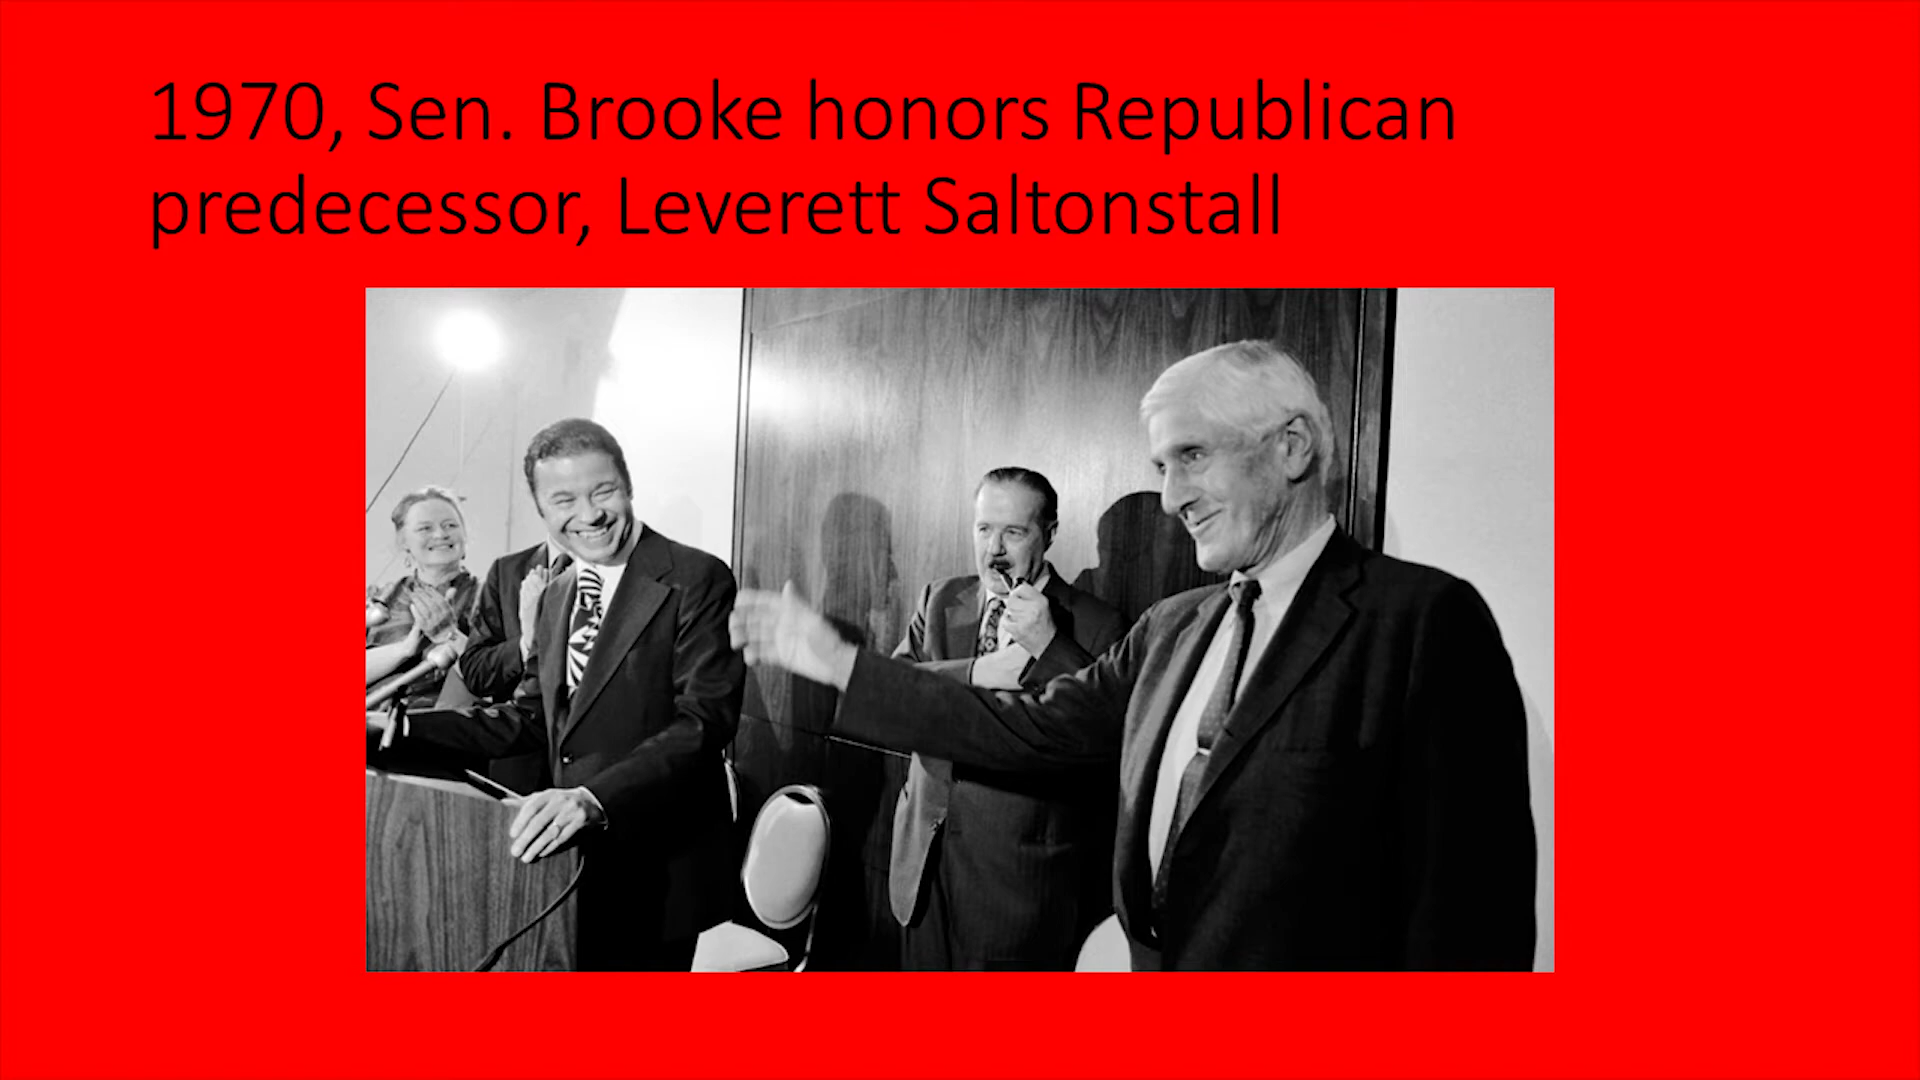 1970, Sen. Brooke honors Republican
predecessor, Leverett Saltonstall